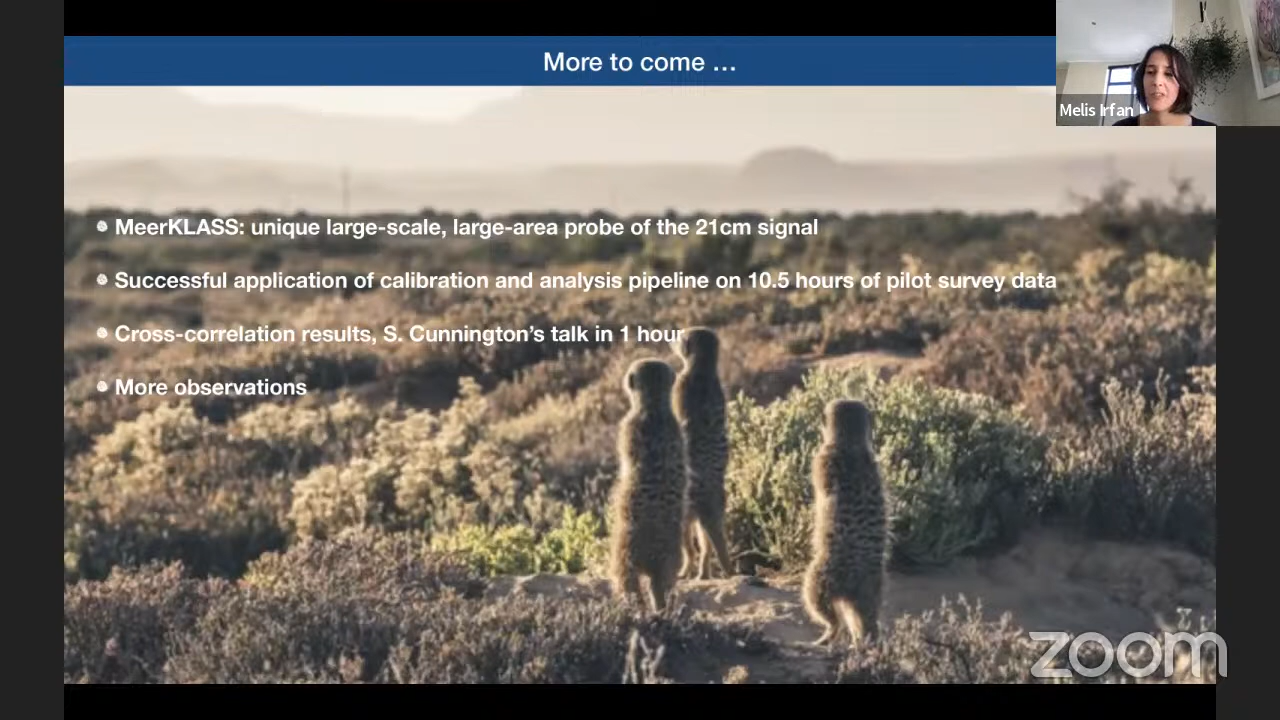 More to come …
Melis Irfan
MeerKLASS: unique large-scale, large-area probe of the 21cm signal
Successful application of calibration and analysis pipeline on 10.5 hours of pilot survey data
Cross-correlation results, S. Cunnington’s talk in 1 hour
More observations
zoom